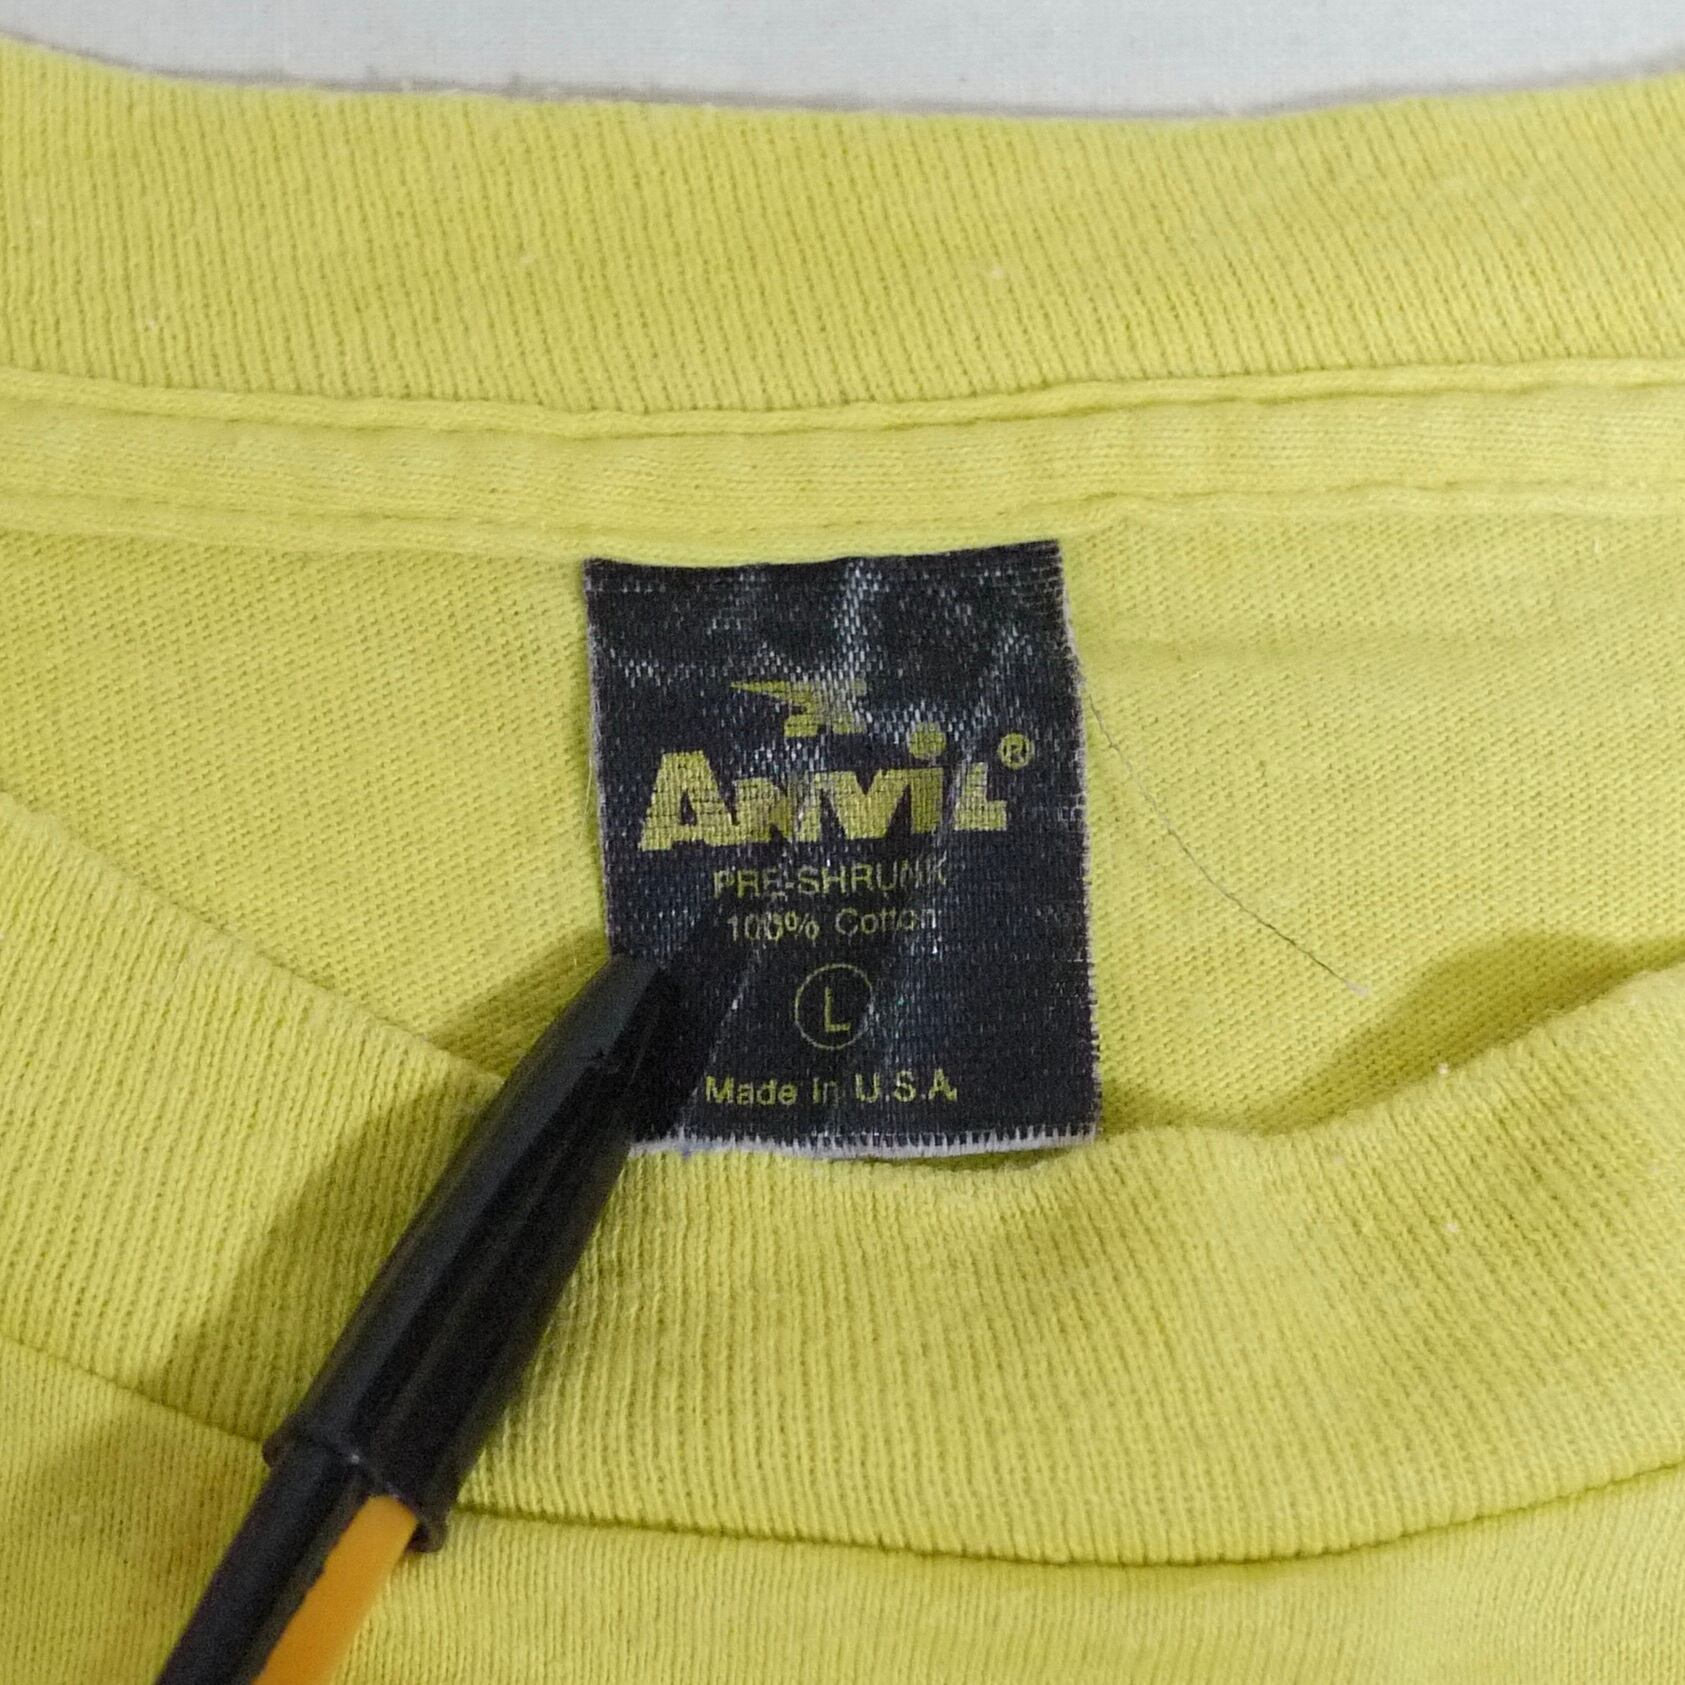 ANViL®
PRE-SHRUNK
100% Cotton
L
Made In U.S.A